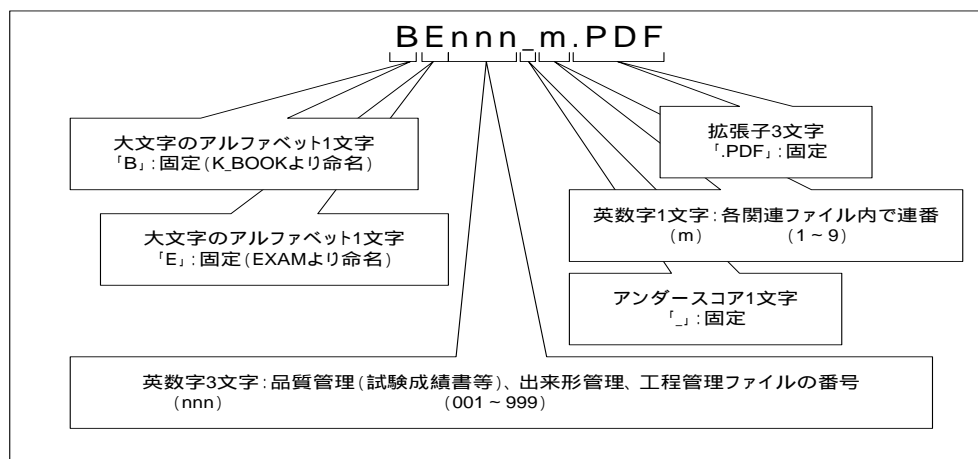 BEnnn_m.PDF
大文字のアルファベット1文字
「B」:固定(K_BOOKより命名)
拡張子3文字
「.PDF」:固定
大文字のアルファベット1文字
「E」:固定(EXAMより命名)
英数字1文字:各関連ファイル内で連番
(m) (1~9)
アンダースコア1文字
「_」:固定
英数字3文字:品質管理(試験成績書等)、出来形管理、工程管理ファイルの番号
(nnn) (001~999)